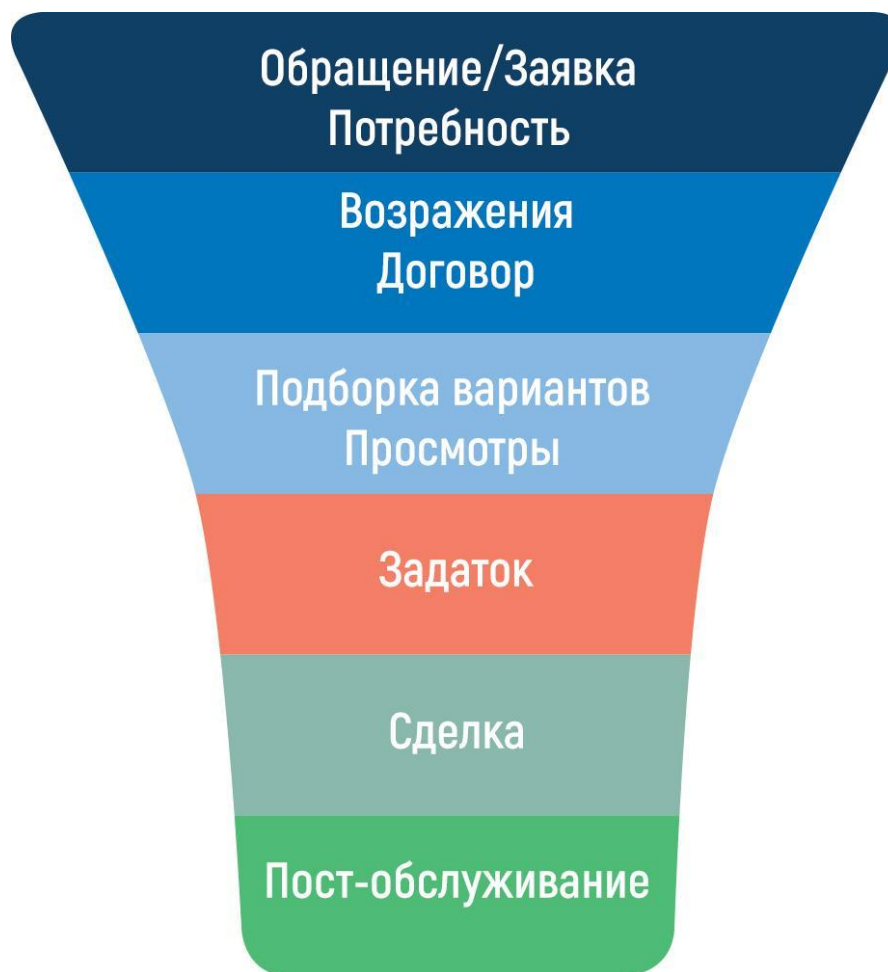 Обращение/Заявка
Потребность
Возражения
Договор
Подборка вариантов
Просмотры
Задаток
Сделка
Пост-обслуживание